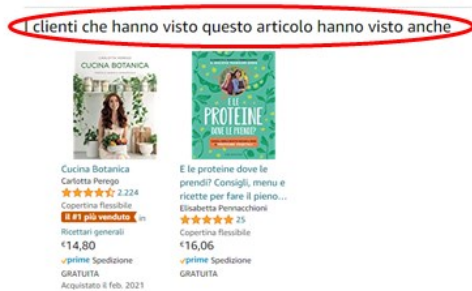 I clienti che hanno visto questo articolo hanno visto anche
CARLOTTA PEREGO
CUCINA BOTANICA
E LE
PROTEINE
DOVE LE PRENDI?
Cucina Botanica
Carlotta Perego
2.224
Copertina flessibile
il #1 più venduto in
Ricettari generali
€14,80
prime Spedizione
GRATUITA
Acquistato il feb. 2021
E le proteine dove le
prendi? Consigli, menu e
ricette per fare il pieno…
Elisabetta Pennacchioni
25
Copertina flessibile
€16,06
prime Spedizione
GRATUITA